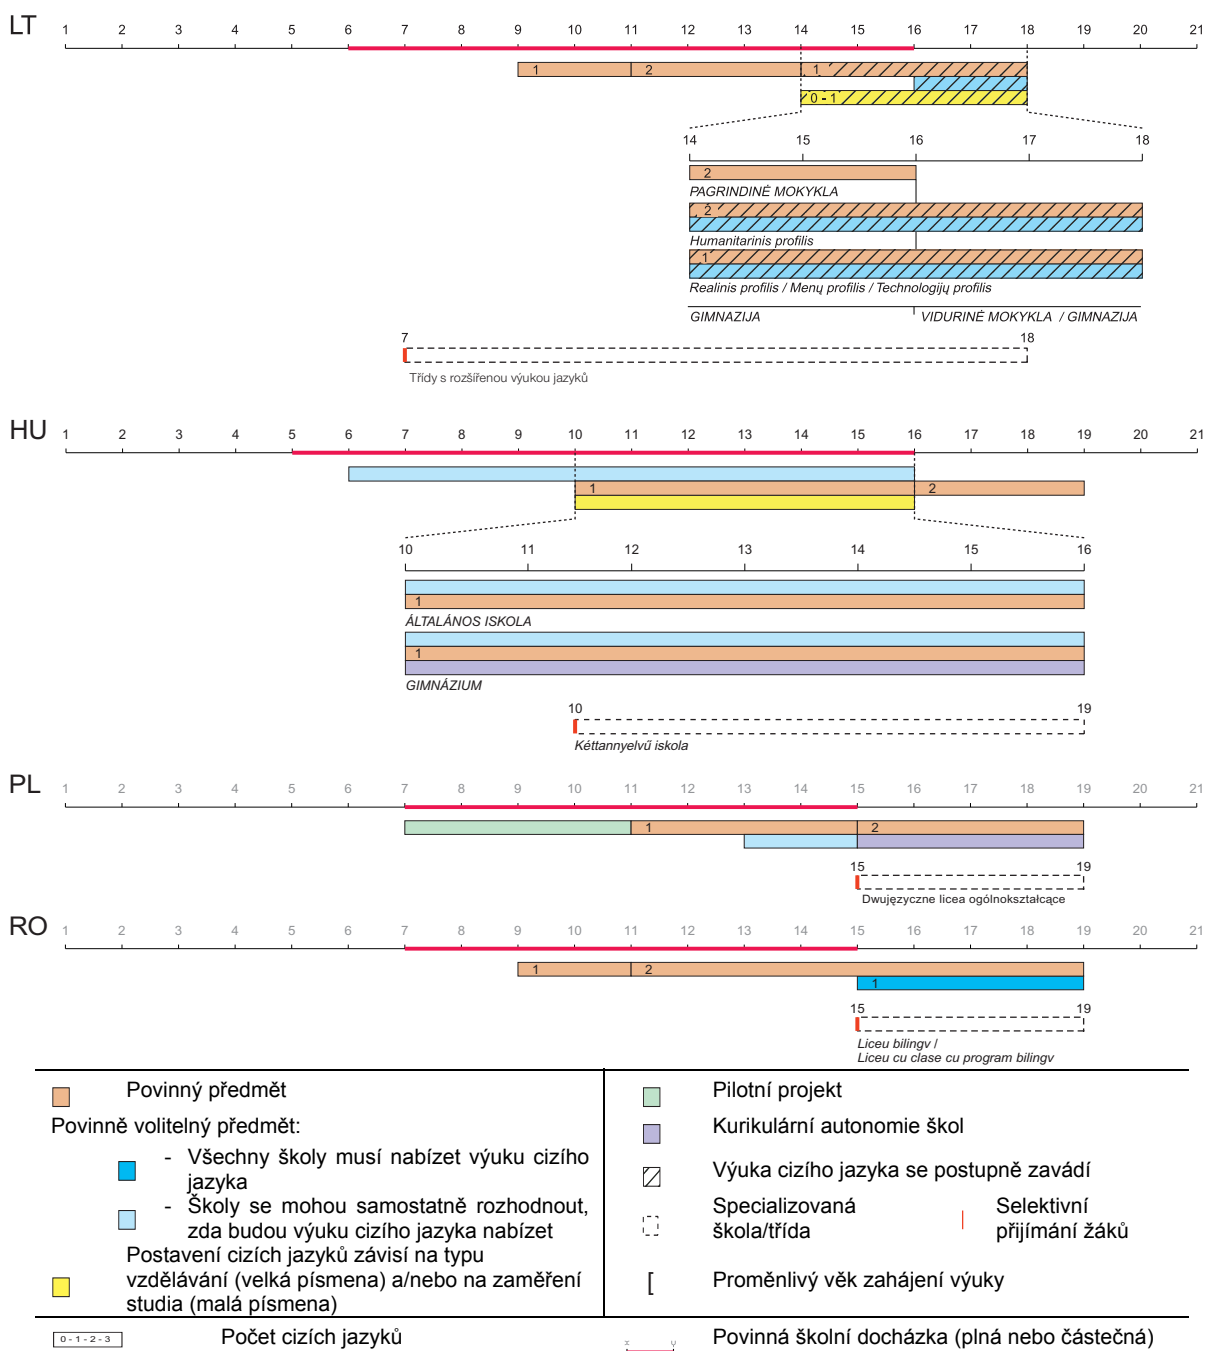 LT
1 2 3 4 5 6 7 8 9 10 11 12 13 14 15 16 17 18 19 20 21
1 2 1
0 - 1
14 15 16 17 18
2
PAGRINDINĖ MOKYKLA
2
Humanitarinis profilis
1
Realinis profilis / Menų profilis / Technologijų profilis
GIMNAZIJA VIDURINĖ MOKYKLA / GIMNAZIJA
7 18
Třídy s rozšířenou výukou jazyků
HU
1 2 3 4 5 6 7 8 9 10 11 12 13 14 15 16 17 18 19 20 21
1 2
10 11 12 13 14 15 16
1
ÁLTALÁNOS ISKOLA
1
GIMNÁZIUM
10 19
Kéttannyelvű iskola
PL
1 2 3 4 5 6 7 8 9 10 11 12 13 14 15 16 17 18 19 20 21
1 2
15 19
Dwujęzyczne licea ogólnokształcące
RO
1 2 3 4 5 6 7 8 9 10 11 12 13 14 15 16 17 18 19 20 21
1 2
1
15 19
Liceu bilingv /
Liceu cu clase cu program bilingv
Povinný předmět
Povinně volitelný předmět:
- Všechny školy musí nabízet výuku cizího
jazyka
- Školy se mohou samostatně rozhodnout,
zda budou výuku cizího jazyka nabízet
Postavení cizích jazyků závisí na typu
vzdělávání (velká písmena) a/nebo na zaměření
studia (malá písmena)
Pilotní projekt
Kurikulární autonomie škol
Výuka cizího jazyka se postupně zavádí
Specializovaná
škola/třída
Selektivní
přijímání žáků
[ Proměnlivý věk zahájení výuky
0 - 1 - 2 - 3 Počet cizích jazyků
x y Povinná školní docházka (plná nebo částečná)